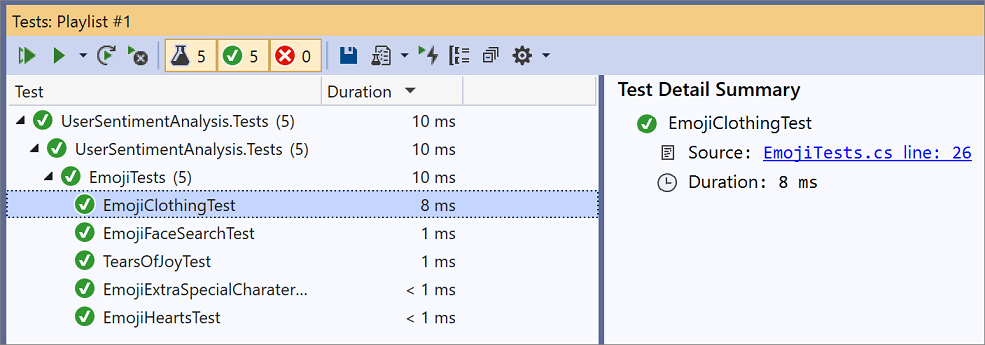 Tests: Playlist #1
5 5 0
Test Duration
UserSentimentAnalysis.Tests (5) 10 ms
UserSentimentAnalysis.Tests (5) 10 ms
EmojiTests (5) 10 ms
EmojiClothingTest 8 ms
EmojiFaceSearchTest 1 ms
TearsOfJoyTest 1 ms
EmojiExtraSpecialCharater... < 1 ms
EmojiHeartsTest < 1 ms
Test Detail Summary
EmojiClothingTest
Source: EmojiTests.cs line: 26
Duration: 8 ms